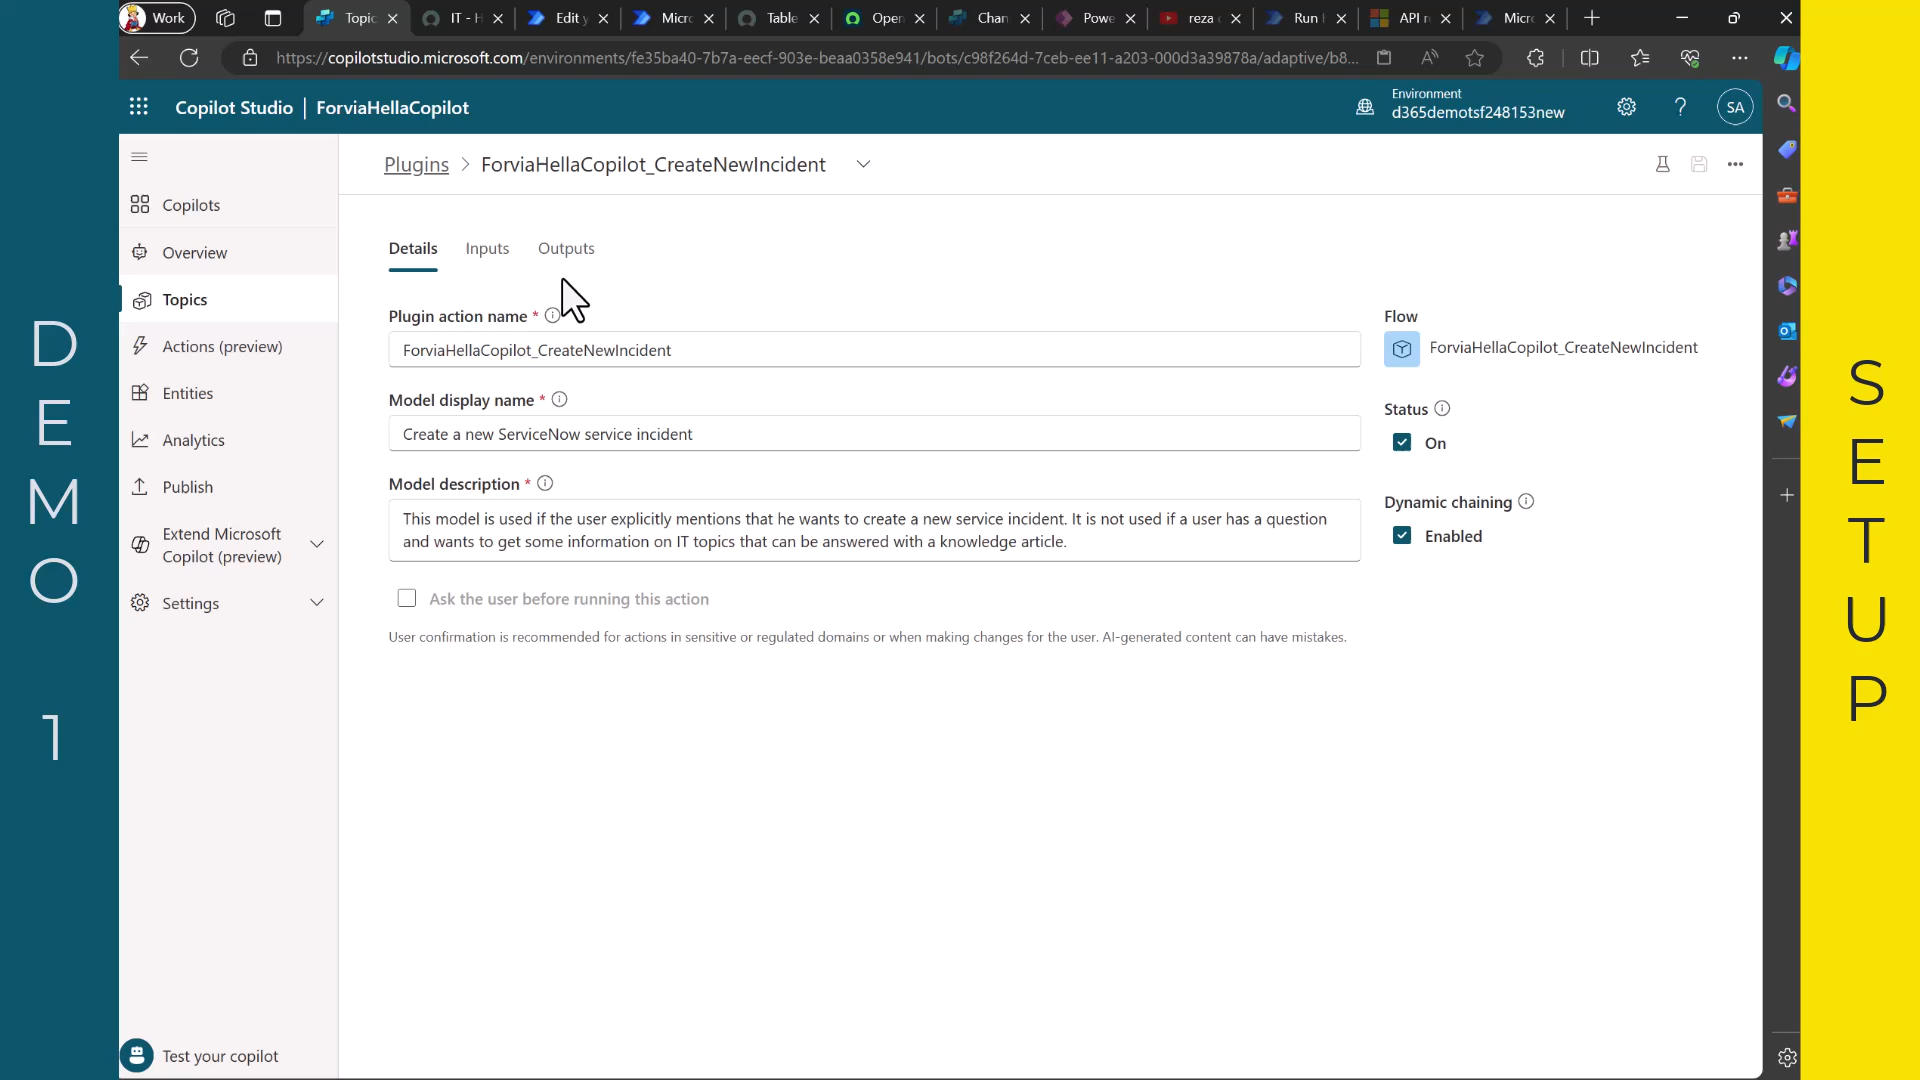 DEMO 1
Work
Topic
IT - H
Edit y
Micro
Table
Open
Chan
Powe
reza c
Run
API r
Micro
https://copilotstudio.microsoft.com/environments/fe35ba40-7b7a-eecf-903e-beaa0358e941/bots/c98f264d-7ceb-ee11-a203-000d3a39878a/adaptive/b8...
Copilot Studio | ForviaHellaCopilot
Environment
d365demotsf248153new
SA
Copilots
Overview
Topics
Actions (preview)
Entities
Analytics
Publish
Extend Microsoft
Copilot (preview)
Settings
Test your copilot
Plugins > ForviaHellaCopilot_CreateNewIncident
Details Inputs Outputs
Plugin action name *
ForviaHellaCopilot_CreateNewIncident
Model display name *
Create a new ServiceNow service incident
Model description *
This model is used if the user explicitly mentions that he wants to create a new service incident. It is not used if a user has a question
and wants to get some information on IT topics that can be answered with a knowledge article.
Ask the user before running this action
User confirmation is recommended for actions in sensitive or regulated domains or when making changes for the user. AI-generated content can have mistakes.
Flow
ForviaHellaCopilot_CreateNewIncident
Status
On
Dynamic chaining
Enabled
SETUP